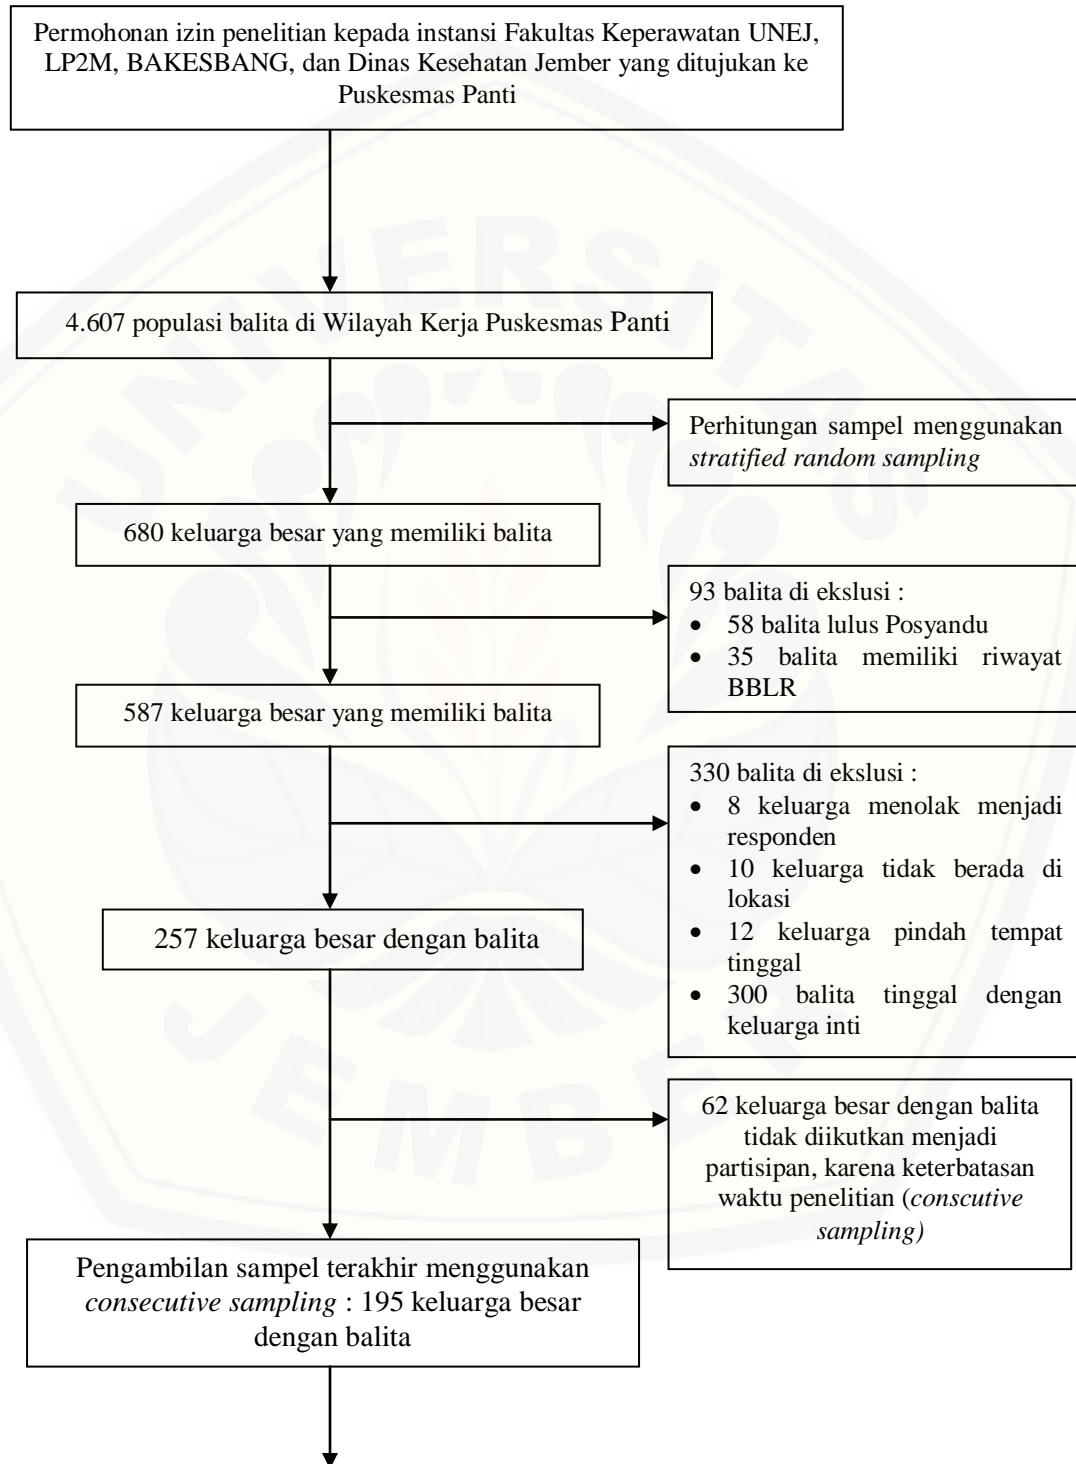 Permohonan izin penelitian kepada instansi Fakultas Keperawatan UNEJ,
LP2M, BAKESBANG, dan Dinas Kesehatan Jember yang ditujukan ke
Puskesmas Panti
4.607 populasi balita di Wilayah Kerja Puskesmas Panti
Perhitungan sampel menggunakan
stratified random sampling
680 keluarga besar yang memiliki balita
93 balita di ekslusi :
• 58 balita lulus Posyandu
• 35 balita memiliki riwayat
BBLR
587 keluarga besar yang memiliki balita
330 balita di ekslusi :
• 8 keluarga menolak menjadi
responden
• 10 keluarga tidak berada di
lokasi
• 12 keluarga pindah tempat
tinggal
• 300 balita tinggal dengan
keluarga inti
257 keluarga besar dengan balita
62 keluarga besar dengan balita
tidak diikutkan menjadi
partisipan, karena keterbatasan
waktu penelitian (conscutive
sampling)
Pengambilan sampel terakhir menggunakan
consecutive sampling : 195 keluarga besar
dengan balita
UNIVERSITAS
JEMBER